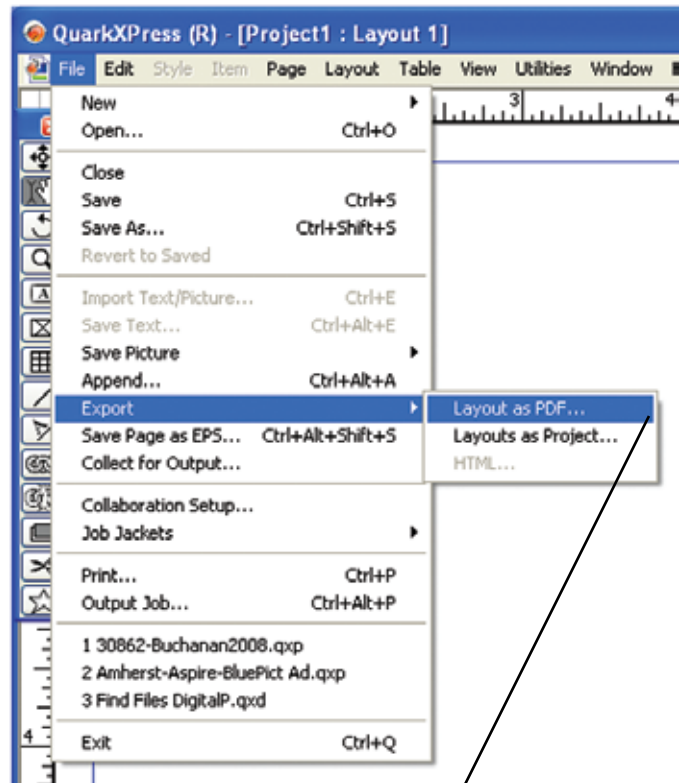 QuarkXPress (R) - [Project1 : Layout 1]
File Edit Style Item Page Layout Table View Utilities Window
3 4
New
Open... Ctrl+O
Close
Save Ctrl+S
Save As... Ctrl+Shift+S
Revert to Saved
Import Text/Picture... Ctrl+E
Save Text... Ctrl+Alt+E
Save Picture
Append... Ctrl+Alt+A
Export Layout as PDF...
Save Page as EPS... Ctrl+Alt+Shift+S Layouts as Project...
Collect for Output... HTML...
Collaboration Setup...
Job Jackets
Print... Ctrl+P
Output Job... Ctrl+Alt+P
1 30862-Buchanan2008.qxp
2 Amherst-Aspire-BluePict Ad.qxp
3 Find Files DigitalP.qxd
4
Exit Ctrl+Q